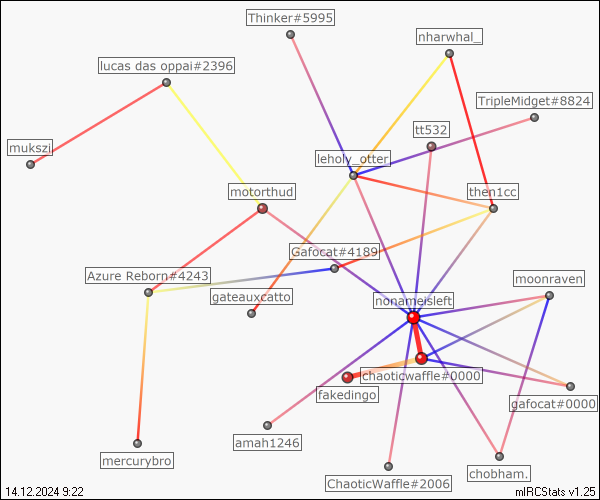 Thinker#5995
nharwhal_
lucas das oppai#2396
TripleMidget#8824
tt532
mukszi
leholy_otter
motorthud
then1cc
Gafocat#4189
Azure Reborn#4243
moonraven
gateauxcatto
nonameisleft
chaoticwaffle#0000
fakedingo
gafocat#0000
amah1246
mercurybro
chobham.
ChaoticWaffle#2006
14.12.2024 9:22
mIRCStats v1.25